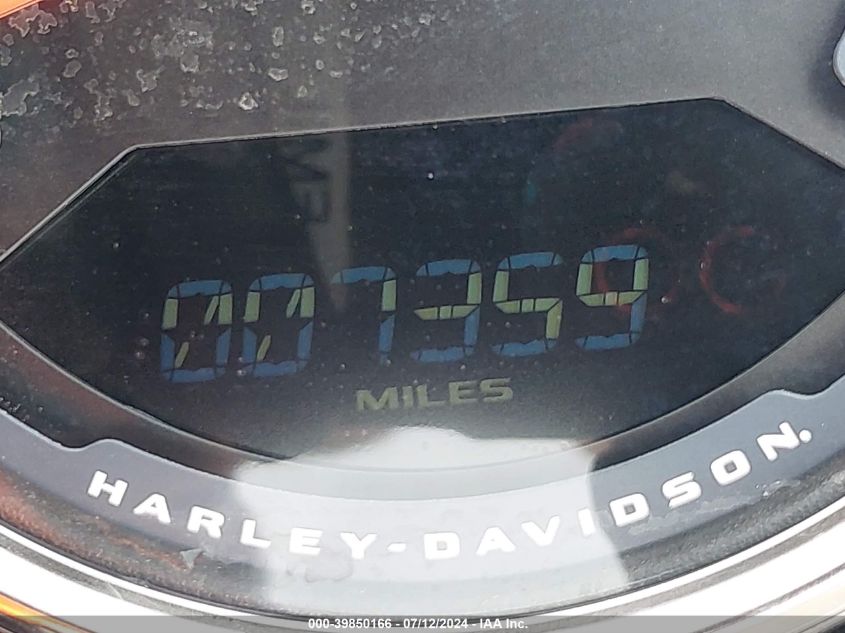 007359
MILES
HARLEY-DAVIDSON.
000-39850166 - 07/12/2024 - IAA Inc.